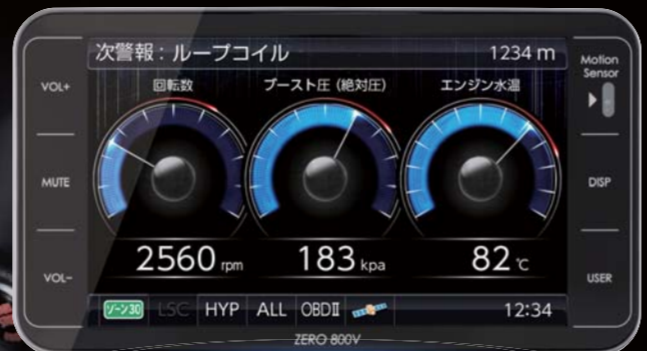 次警報：ループコイル 1234 m
Motion Sensor
VOL+
MUTE
VOL-
回転数 ブースト圧 (絶対圧) エンジン水温
2560 rpm 183 kpa 82 ℃
DISP
USER
ゾーン30 LSC HYP ALL OBDⅡ 12:34
ZERO 800V